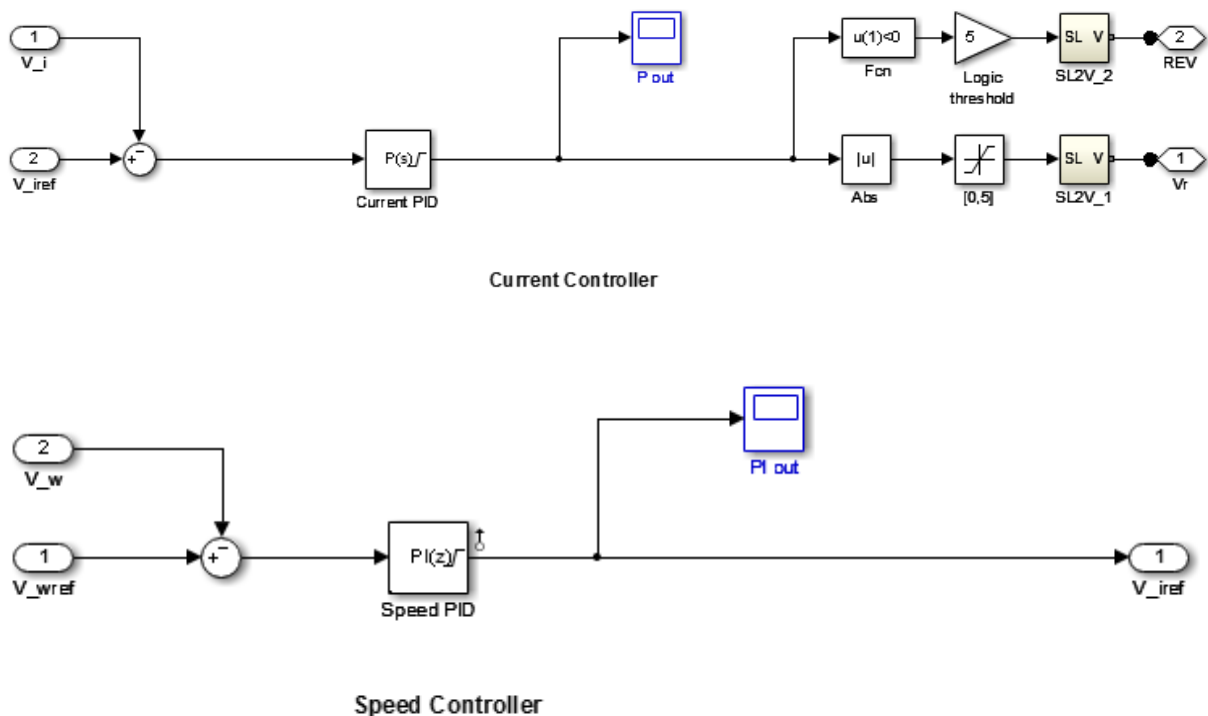 1
V_i
2
V_iref
+
−
P(s)
Current PID
P out
u(1)<0
Fcn
5
Logic
threshold
SL V
SL2V_2
2
REV
|u|
Abs
[0,5]
SL V
SL2V_1
1
Vr
Current Controller
2
V_w
1
V_wref
+
−
PI(z)
Speed PID
PI out
1
V_iref
Speed Controller